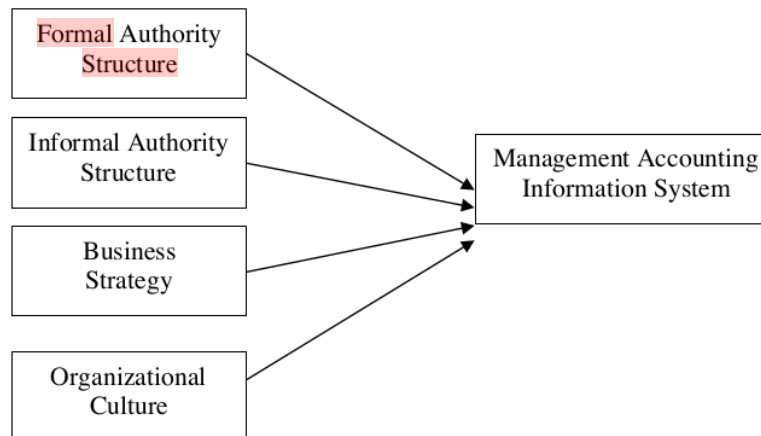 Formal Authority
Structure
Informal Authority
Structure
Business
Strategy
Organizational
Culture
Management Accounting
Information System